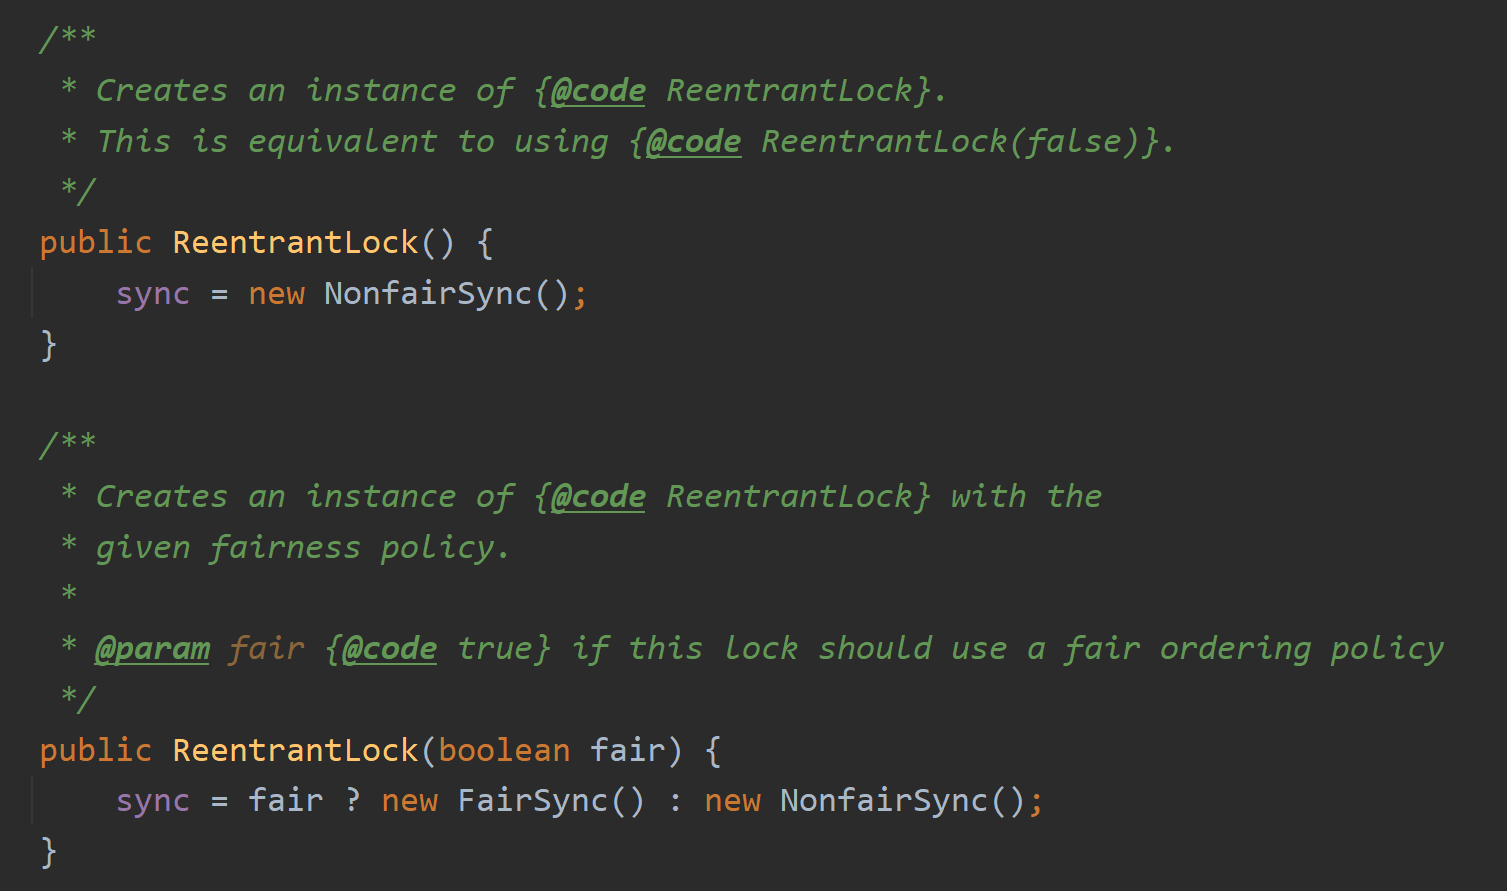 /**
 * Creates an instance of {@code ReentrantLock}.
 * This is equivalent to using {@code ReentrantLock(false)}.
 */
public ReentrantLock() {
    sync = new NonfairSync();
}

/**
 * Creates an instance of {@code ReentrantLock} with the
 * given fairness policy.
 *
 * @param fair {@code true} if this lock should use a fair ordering policy
 */
public ReentrantLock(boolean fair) {
    sync = fair ? new FairSync() : new NonfairSync();
}